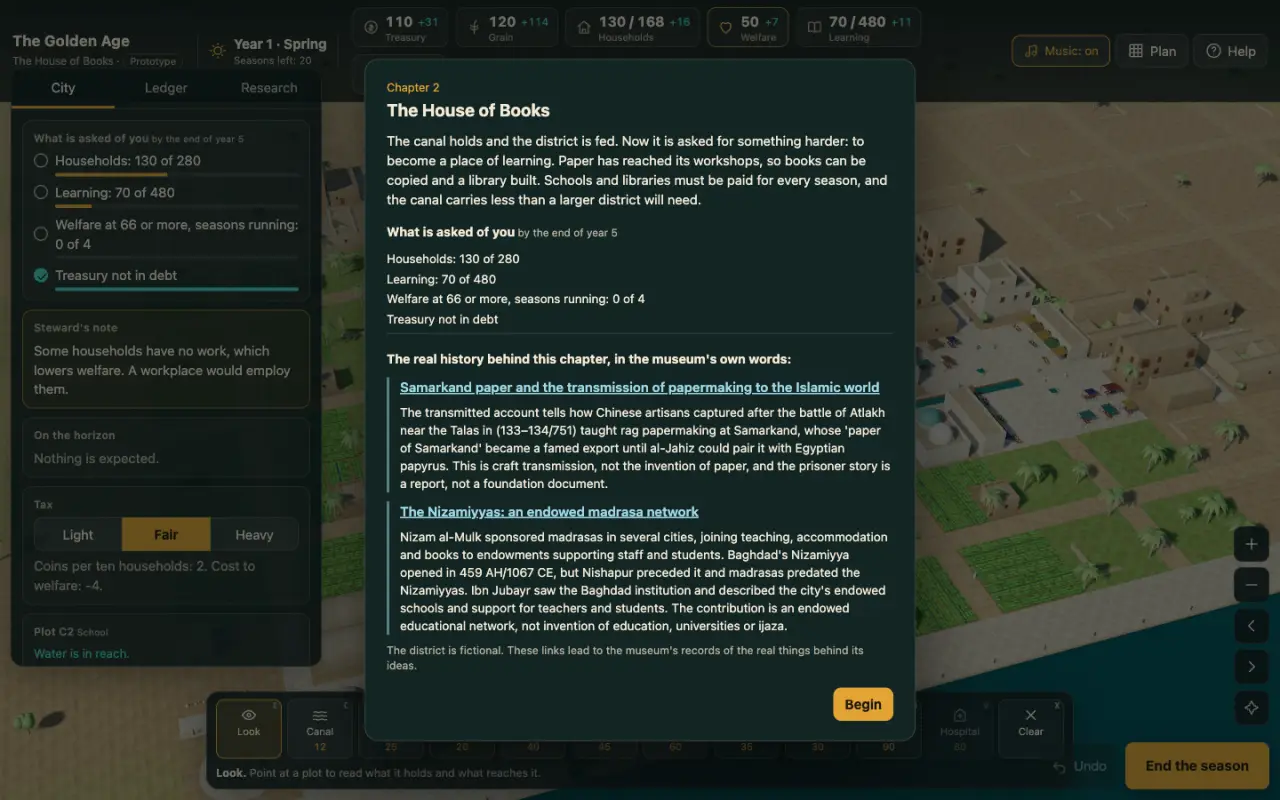 The Golden Age
The House of Books · Prototype
Year 1 · Spring
Seasons left: 20
110 +31
Treasury
120 +114
Grain
130 / 168 +16
Households
50 +7
Welfare
70 / 480 +11
Learning
Music: on
Plan
Help
City
Ledger
Research
What is asked of you by the end of year 5
Households: 130 of 280
Learning: 70 of 480
Welfare at 66 or more, seasons running:
0 of 4
Treasury not in debt
Steward's note
Some households have no work, which
lowers welfare. A workplace would employ
them.
On the horizon
Nothing is expected.
Tax
Light
Fair
Heavy
Coins per ten households: 2. Cost to
welfare: -4.
Plot C2 School
Water is in reach.
Chapter 2
The House of Books
The canal holds and the district is fed. Now it is asked for something harder: to
become a place of learning. Paper has reached its workshops, so books can be
copied and a library built. Schools and libraries must be paid for every season, and
the canal carries less than a larger district will need.
What is asked of you by the end of year 5
Households: 130 of 280
Learning: 70 of 480
Welfare at 66 or more, seasons running: 0 of 4
Treasury not in debt
The real history behind this chapter, in the museum's own words:
Samarkand paper and the transmission of papermaking to the Islamic world
The transmitted account tells how Chinese artisans captured after the battle of Atlakh
near the Talas in (133–134/751) taught rag papermaking at Samarkand, whose 'paper
of Samarkand' became a famed export until al-Jahiz could pair it with Egyptian
papyrus. This is craft transmission, not the invention of paper, and the prisoner story is
a report, not a foundation document.
The Nizamiyyas: an endowed madrasa network
Nizam al-Mulk sponsored madrasas in several cities, joining teaching, accommodation
and books to endowments supporting staff and students. Baghdad's Nizamiyya
opened in 459 AH/1067 CE, but Nishapur preceded it and madrasas predated the
Nizamiyyas. Ibn Jubayr saw the Baghdad institution and described the city's endowed
schools and support for teachers and students. The contribution is an endowed
educational network, not invention of education, universities or ijaza.
The district is fictional. These links lead to the museum's records of the real things behind its
ideas.
Begin
Look
Canal
12
25
20
40
45
60
35
30
90
Hospital
80
X
Clear
Look. Point at a plot to read what it holds and what reaches it.
Undo
End the season